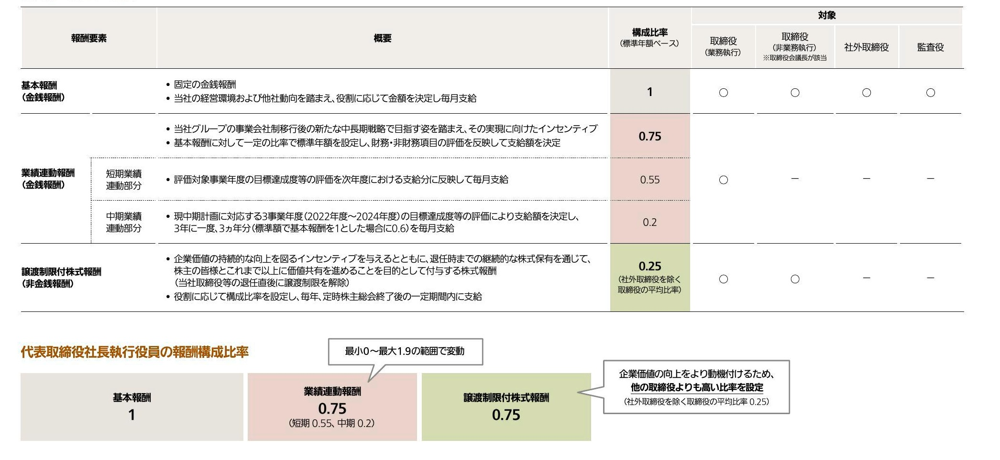 報酬要素
概要
構成比率
（標準年額ベース）
対象
取締役
（業務執行）
取締役
（非業務執行）
※取締役会議長が該当
社外取締役
監査役
基本報酬
（金銭報酬）
• 固定の金銭報酬
• 当社の経営環境および他社動向を踏まえ、役割に応じて金額を決定し毎月支給
1
○ ○ ○ ○
業績連動報酬
（金銭報酬）
• 当社グループの事業会社制移行後の新たな中長期戦略で目指す姿を踏まえ、その実現に向けたインセンティブ
• 基本報酬に対して一定の比率で標準年額を設定し、財務・非財務項目の評価を反映して支給額を決定
0.75
短期業績
連動部分
• 評価対象事業年度の目標達成度等の評価を次年度における支給分に反映して毎月支給
0.55
○ － － －
中期業績
連動部分
• 現中期計画に対応する3事業年度（2022年度～2024年度）の目標達成度等の評価により支給額を決定し、
3年に一度、3ヵ年分（標準額で基本報酬を1とした場合に0.6）を毎月支給
0.2
譲渡制限付株式報酬
（非金銭報酬）
• 企業価値の持続的な向上を図るインセンティブを与えるとともに、退任時までの継続的な株式保有を通じて、
株主の皆様とこれまで以上に価値共有を進めることを目的として付与する株式報酬
（当社取締役等の退任直後に譲渡制限を解除）
• 役割に応じて構成比率を設定し、毎年、定時株主総会終了後の一定期間内に支給
0.25
（社外取締役を除く
取締役の平均比率）
○ ○ － －
代表取締役社長執行役員の報酬構成比率
最小0～最大1.9の範囲で変動
基本報酬
1
業績連動報酬
0.75
（短期 0.55、中期 0.2）
譲渡制限付株式報酬
0.75
企業価値の向上をより動機付けるため、
他の取締役よりも高い比率を設定
（社外取締役を除く取締役の平均比率 0.25）